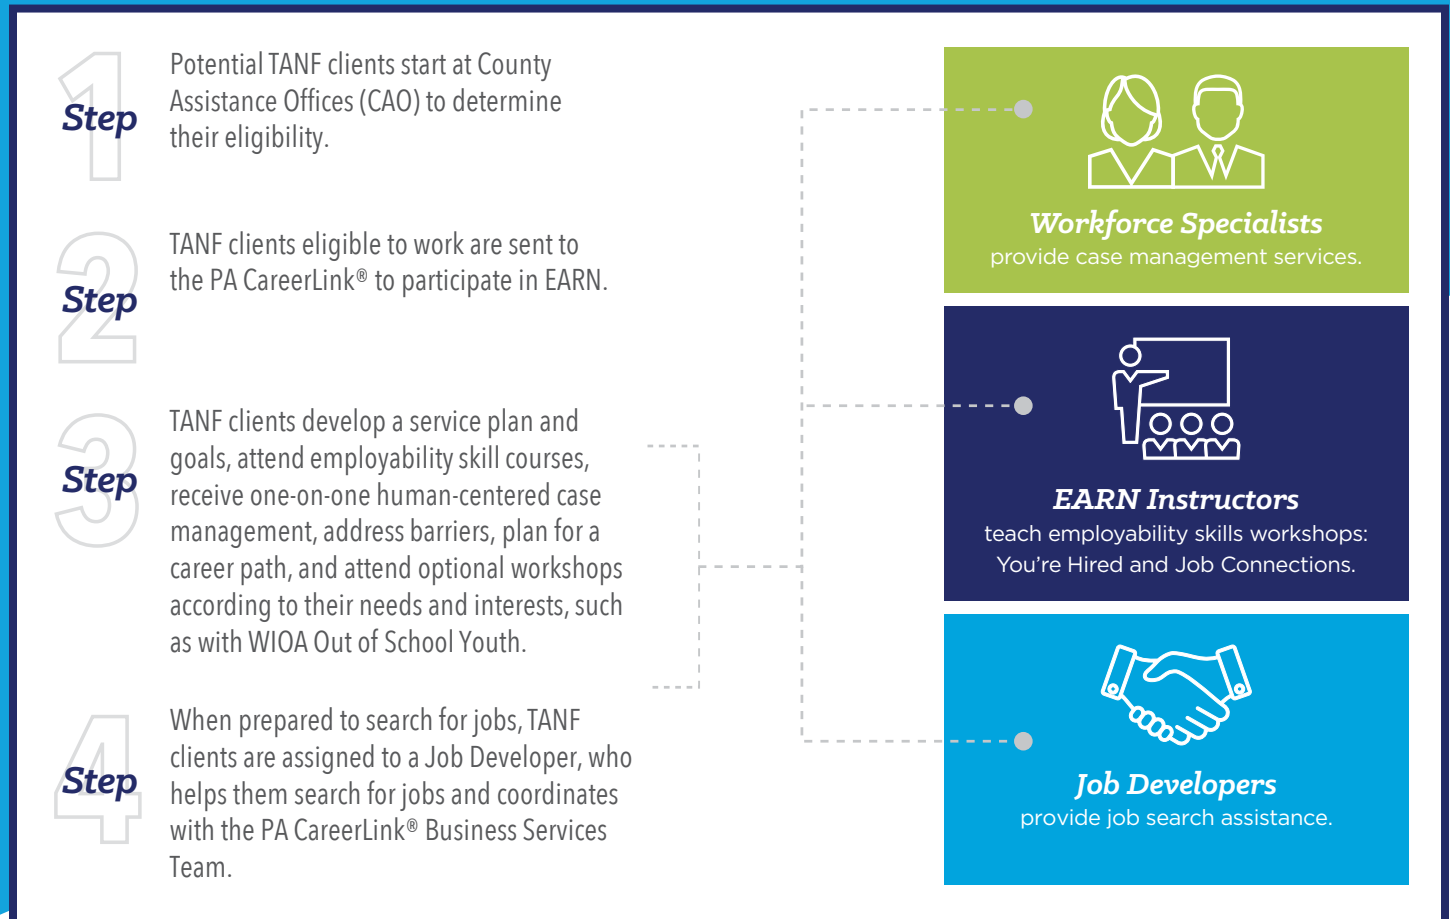 1
Step
Potential TANF clients start at County
Assistance Offices (CAO) to determine
their eligibility.
2
Step
TANF clients eligible to work are sent to
the PA CareerLink® to participate in EARN.
3
Step
TANF clients develop a service plan and
goals, attend employability skill courses,
receive one-on-one human-centered case
management, address barriers, plan for a
career path, and attend optional workshops
according to their needs and interests, such
as with WIOA Out of School Youth.
4
Step
When prepared to search for jobs, TANF
clients are assigned to a Job Developer, who
helps them search for jobs and coordinates
with the PA CareerLink® Business Services
Team.
Workforce Specialists
provide case management services.
EARN Instructors
teach employability skills workshops:
You’re Hired and Job Connections.
Job Developers
provide job search assistance.